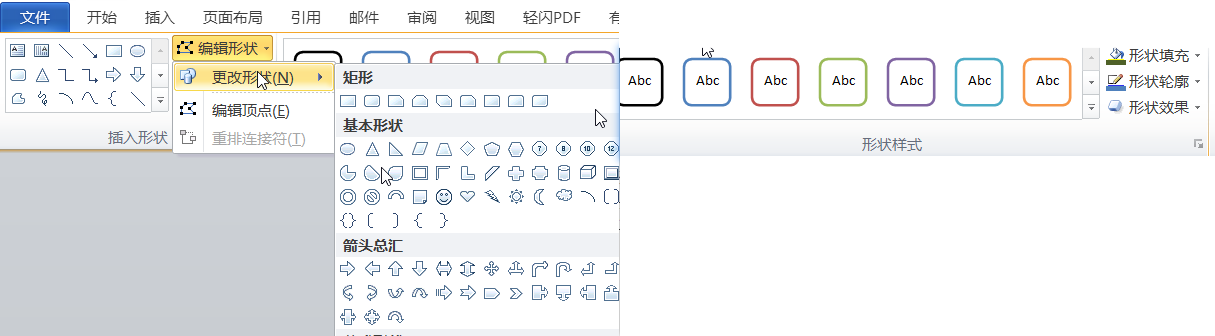 文件 开始 插入 页面布局 引用 邮件 审阅 视图 轻闪PDF
编辑形状
更改形状(N)
编辑顶点(E)
重排连接符(T)
插入形状
矩形
基本形状
7 8 10 12
箭头总汇
Abc Abc Abc Abc Abc Abc Abc
形状填充
形状轮廓
形状效果
形状样式